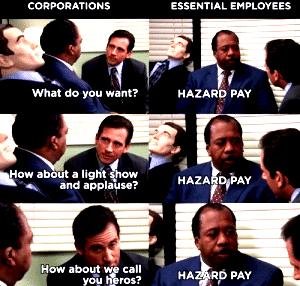 CORPORATIONS
ESSENTIAL EMPLOYEES
What do you want?
HAZARD PAY
How about a light show
and applause?
HAZARD PAY
How about we call
you heros?
HAZARD PAY